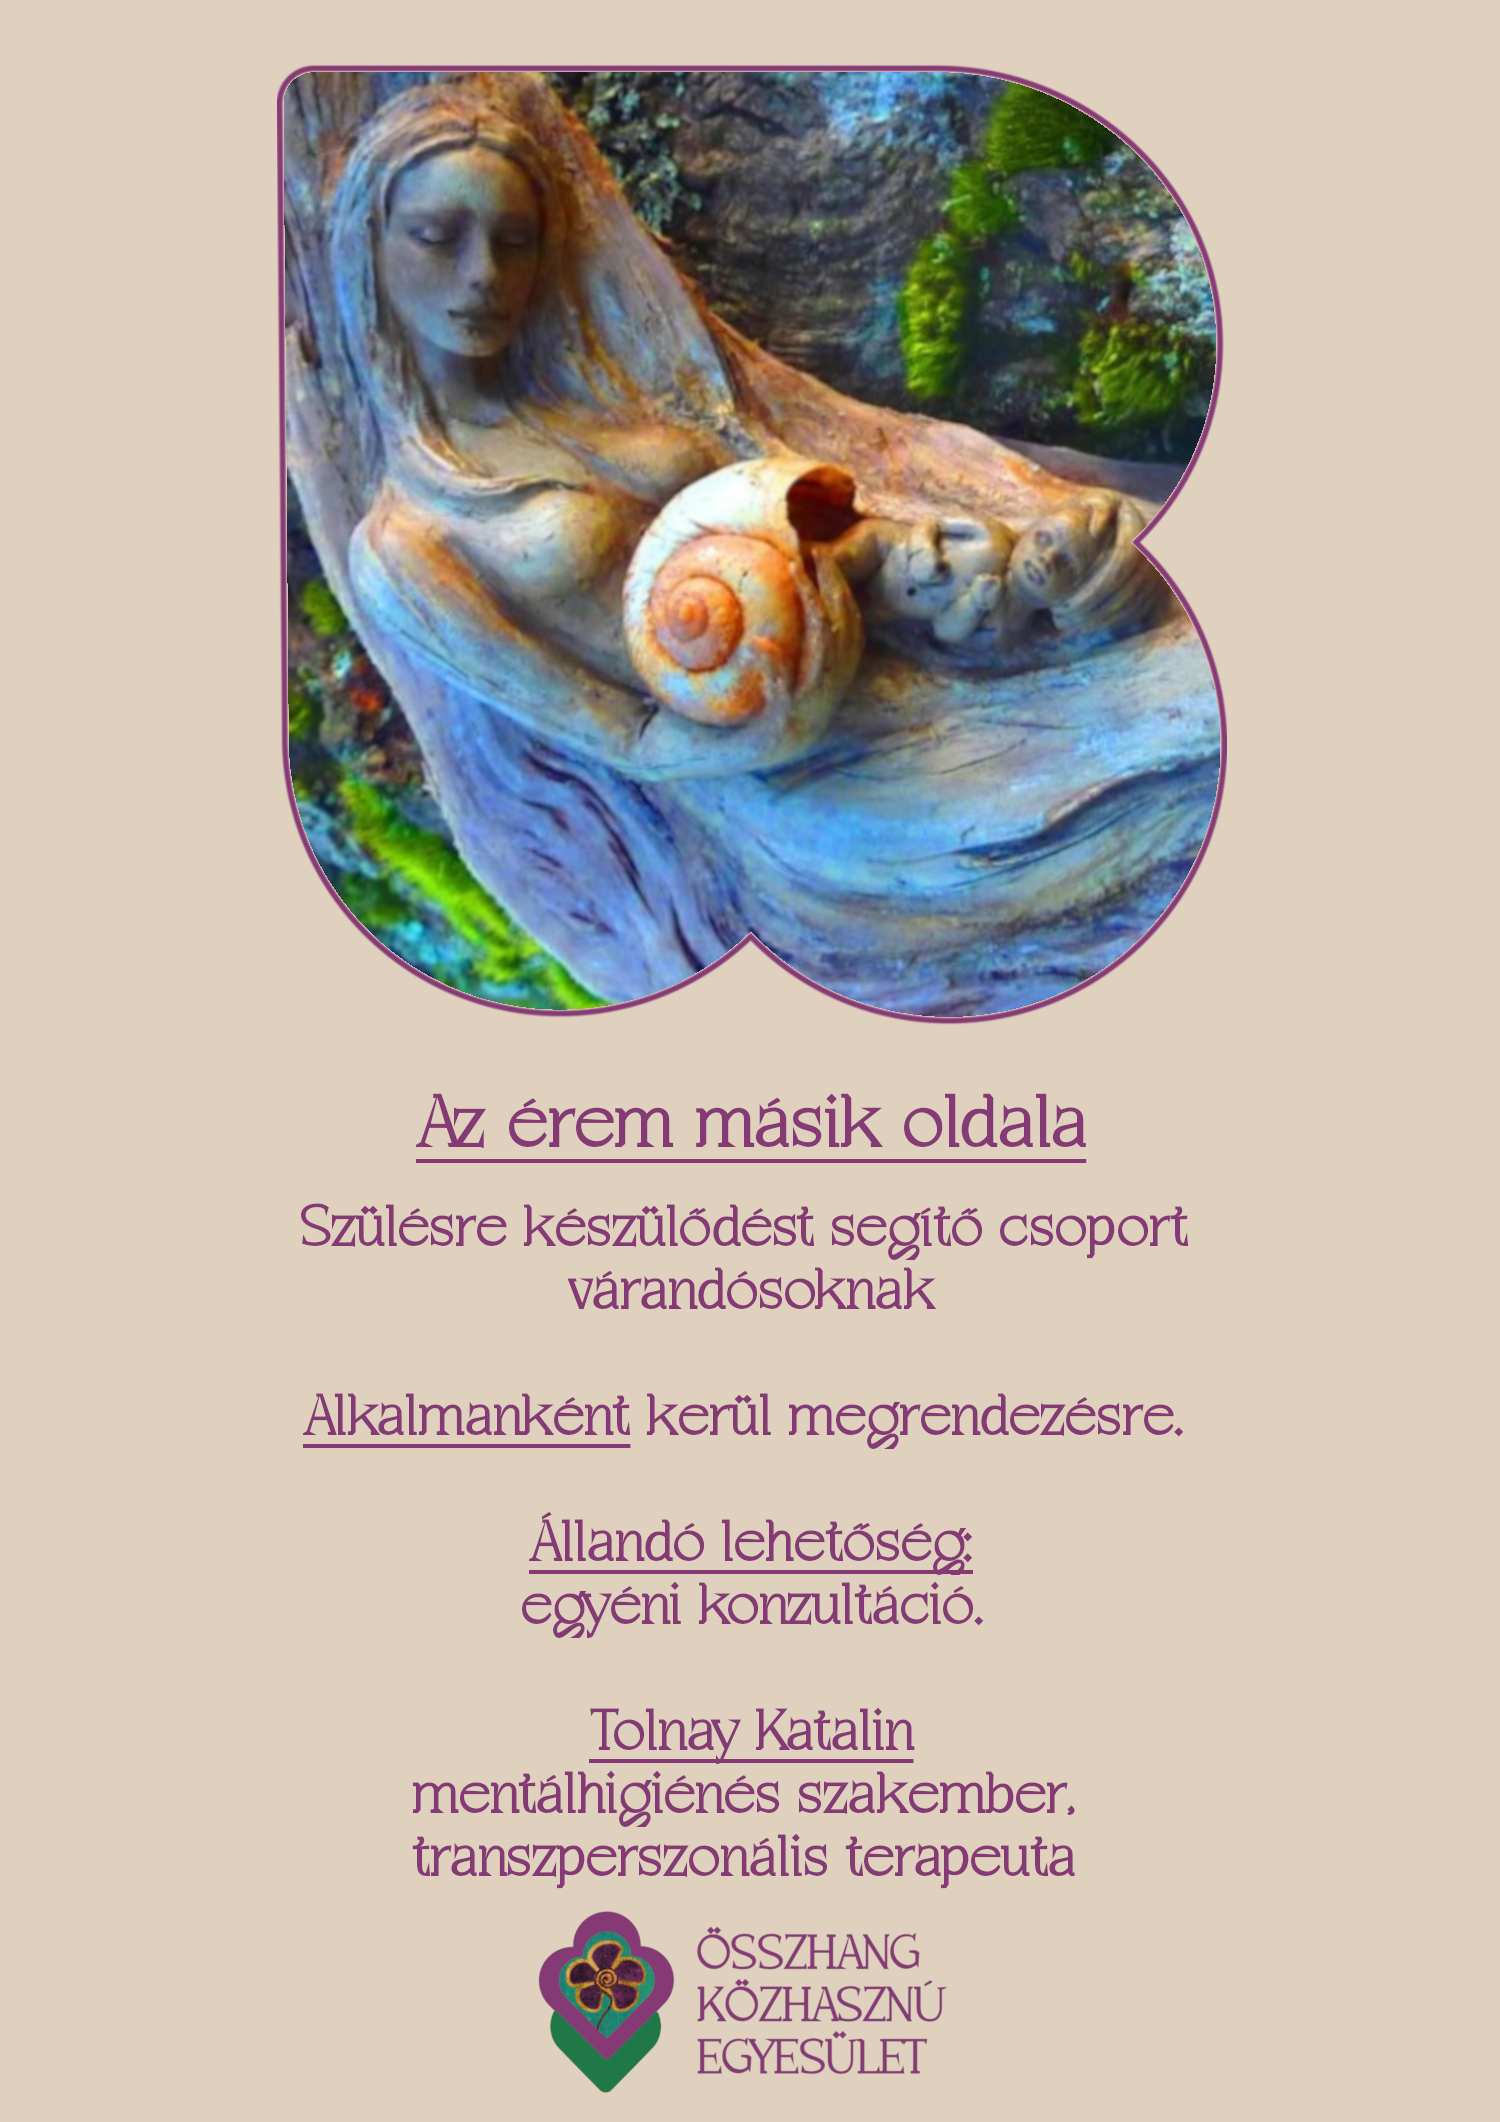 Az érem másik oldala
Szülésre készülődést segítő csoport
várandósoknak
Alkalmanként kerül megrendezésre.
Állandó lehetőség:
egyéni konzultáció.
Tolnay Katalin
mentálhigiénés szakember,
transzperszonális terapeuta
ÖSSZHANG
KÖZHASZNÚ
EGYESÜLET